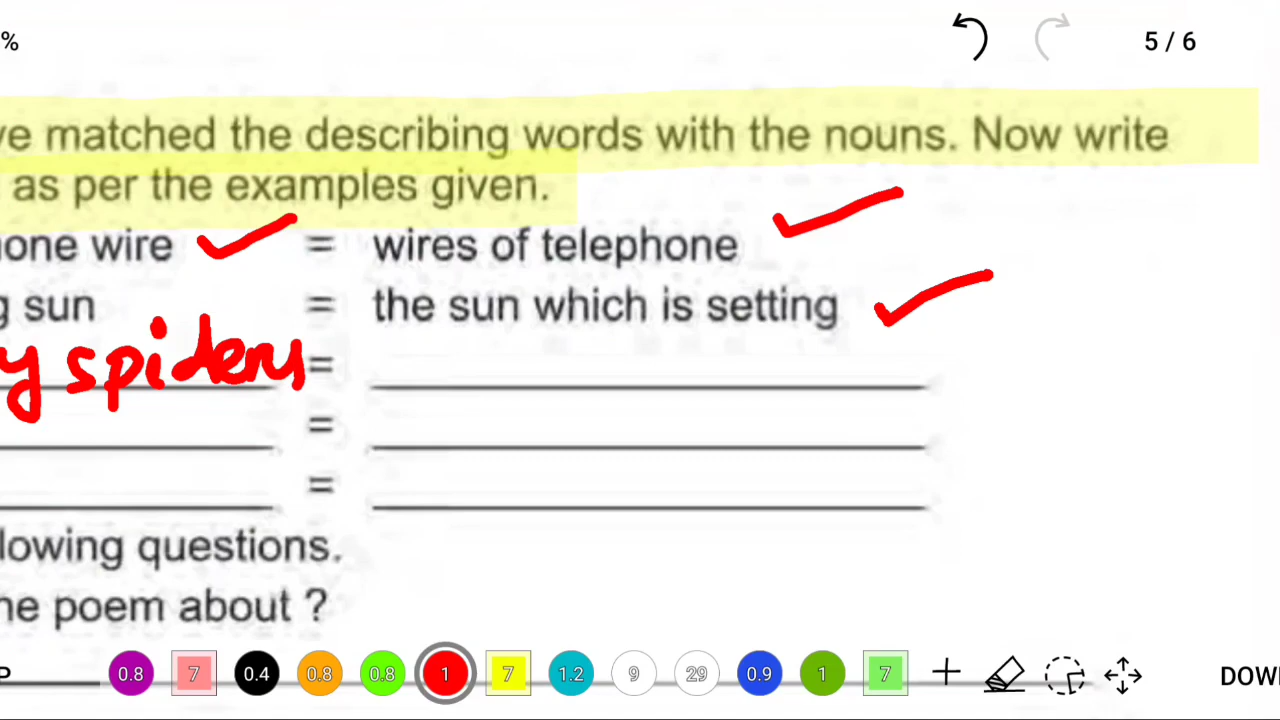 %
5 / 6
ve matched the describing words with the nouns. Now write
as per the examples given.
one wire = wires of telephone
g sun = the sun which is setting
y spiders =
=
=
lowing questions.
ne poem about ?
P 0.8 7 0.4 0.8 0.8 1 7 1.2 9 29 0.9 1 7 DOW